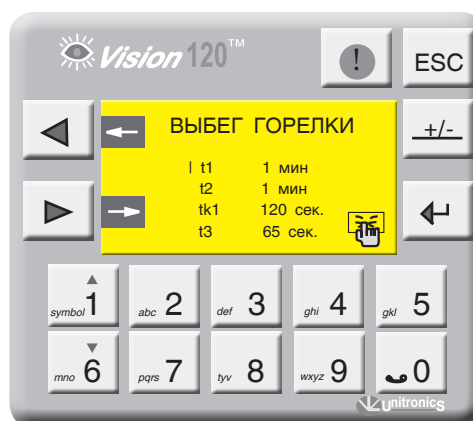 Vision 120™
! ESC
ВЫБЕГ ГОРЕЛКИ
+/-
| t1 1 мин
t2 1 мин
tk1 120 сек.
t3 65 сек.
symbol 1 abc 2 def 3 ghi 4 gkl 5
mno 6 pqrs 7 tyv 8 wxyz 9 0
unitronics